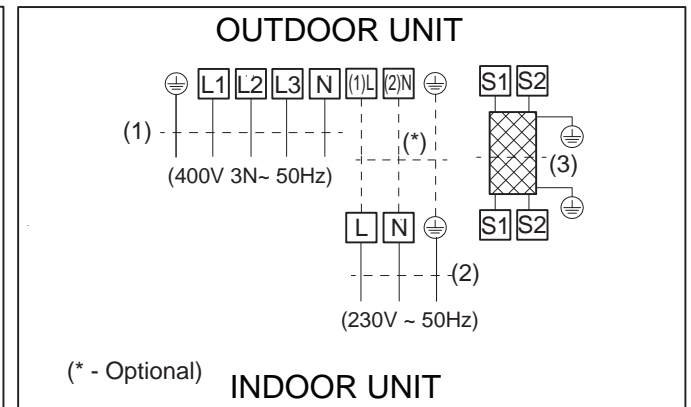 OUTDOOR UNIT
L1 L2 L3 N (1)L (2)N S1 S2
(1) (*) (3)
(400V 3N~ 50Hz)
L N S1 S2
(2)
(230V ~ 50Hz)
(* - Optional)
INDOOR UNIT